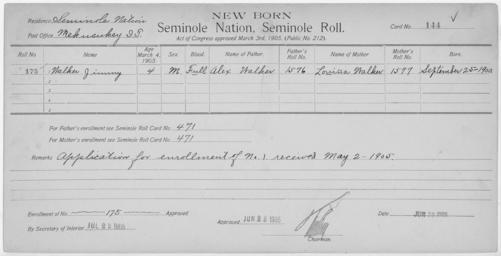 NEW BORN
Residence: Seminole Nation
Seminole Nation, Seminole Roll.
Card No. 144
Post Office: Mekusukey I.T.
Act of Congress approved March 3rd, 1905, (Public No. 212).
Roll No. Name Age March 4, 1905 Sex. Blood. Name of Father. Father's Roll No. Name of Mother Mother's Roll No. Born.
175 Walker Jimmy 4 M. Full Alex Walker 1576 Louisa Walker 1577 September 25-1900
2
3
4
5
For Father's enrollment see Seminole Roll Card No. 471
For Mother's enrollment see Seminole Roll Card No. 471
Remarks Application for enrollment of No. 1 received May 2-1905.
Enrollment of No. 175 Approved
By Secretary of Interior
Approved
Chairman
Date